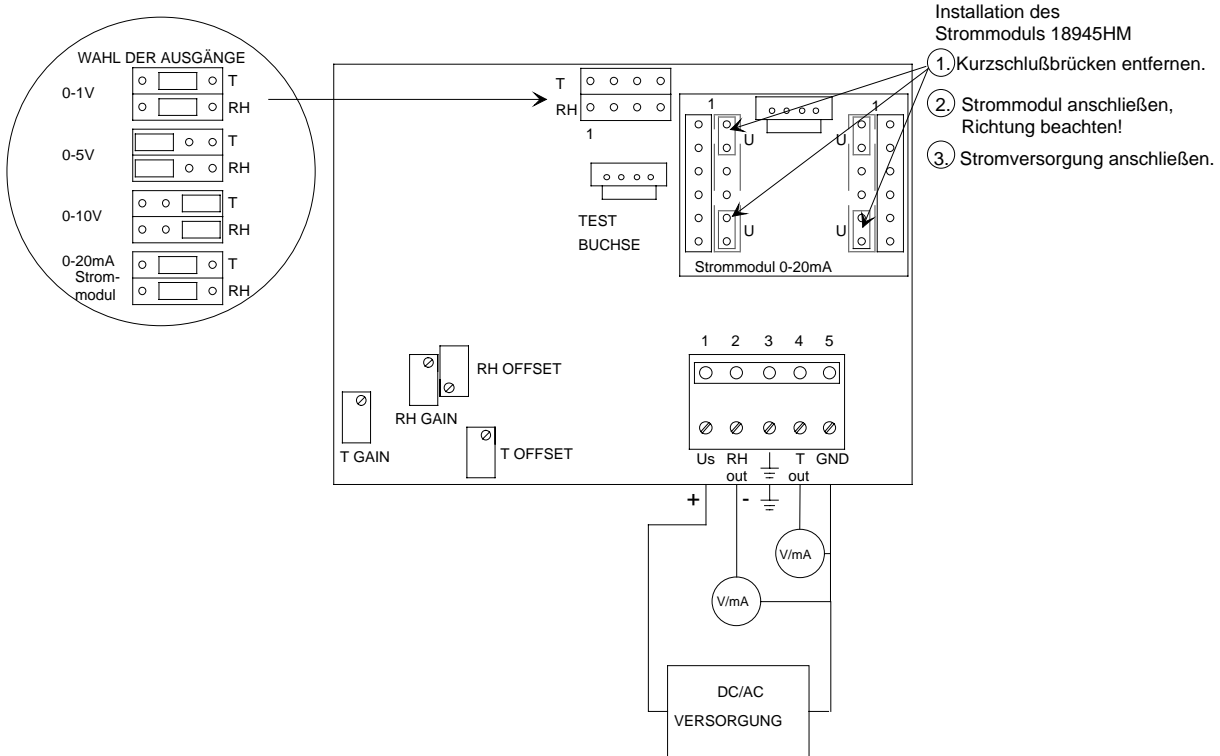 WAHL DER AUSGÄNGE
0-1V
T
RH
0-5V
T
RH
0-10V
T
RH
0-20mA
Strom-
modul
T
RH
T
RH
1
TEST
BUCHSE
1
1
U
U
U
U
Strommodul 0-20mA
Installation des
Strommoduls 18945HM
1. Kurzschlußbrücken entfernen.
2. Strommodul anschließen,
Richtung beachten!
3. Stromversorgung anschließen.
RH OFFSET
RH GAIN
T GAIN
T OFFSET
1 2 3 4 5
Us RH T GND
out out
+ -
V/mA
V/mA
DC/AC
VERSORGUNG